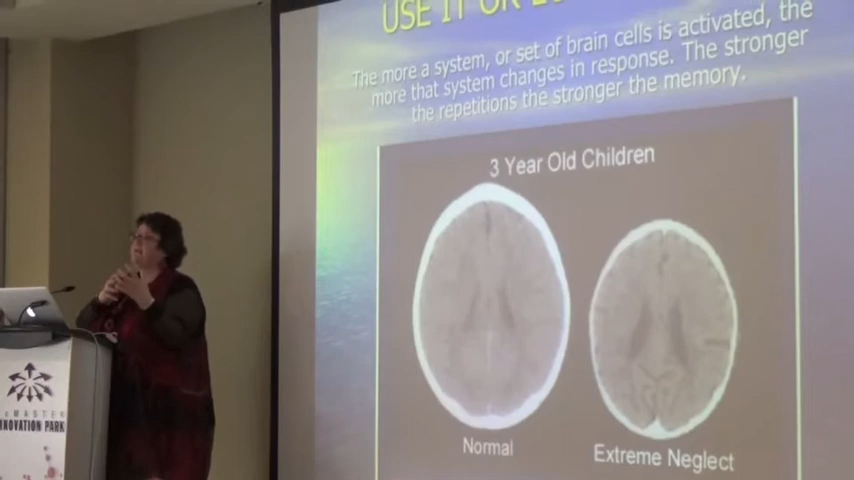 USE IT OR
The more a system, or set of brain cells is activated, the
more that system changes in response. The stronger
the repetitions the stronger the memory.
3 Year Old Children
Normal
Extreme Neglect
INNOVATION PARK